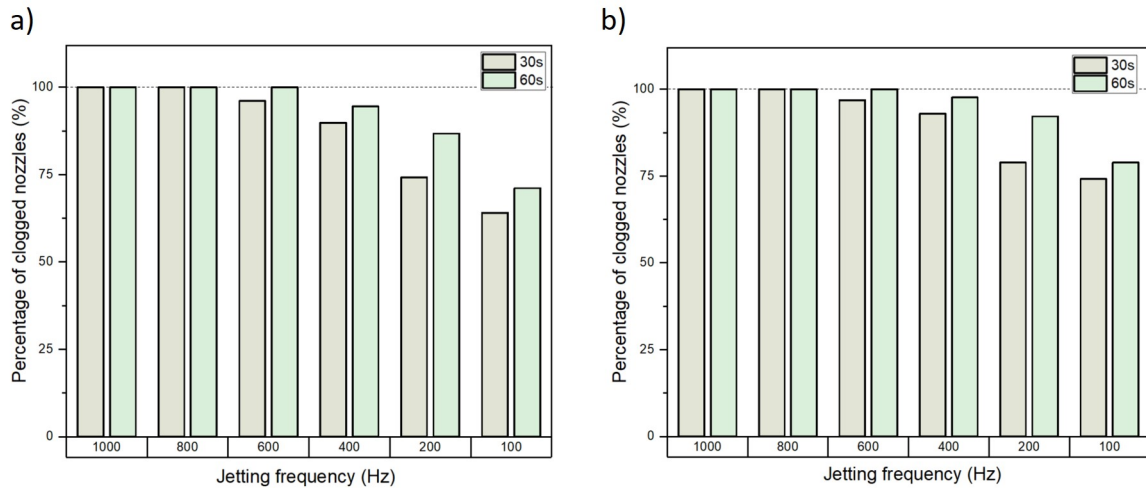 a)
30s
60s
Percentage of clogged nozzles (%)
100
75
50
25
0
1000 800 600 400 200 100
Jetting frequency (Hz)
b)
30s
60s
Percentage of clogged nozzles (%)
100
75
50
25
0
1000 800 600 400 200 100
Jetting frequency (Hz)